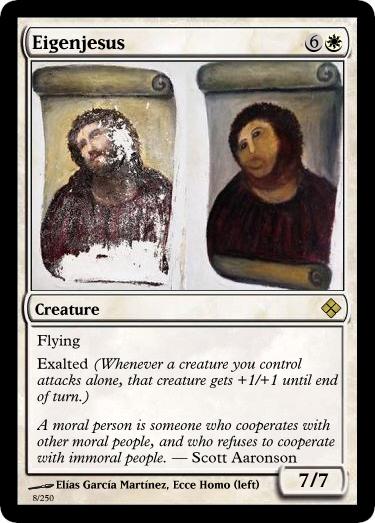 Eigenjesus 6
Creature
Flying
Exalted (Whenever a creature you control
attacks alone, that creature gets +1/+1 until end
of turn.)
A moral person is someone who cooperates with
other moral people, and who refuses to cooperate
with immoral people. — Scott Aaronson
Elías García Martínez, Ecce Homo (left)
7/7
8/250